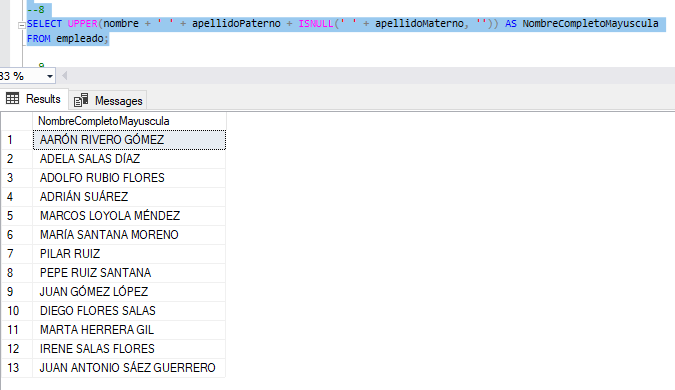 --8
SELECT UPPER(nombre + ' ' + apellidoPaterno + ISNULL(' ' + apellidoMaterno, '')) AS NombreCompletoMayuscula
FROM empleado;
83 %
Results Messages
NombreCompletoMayuscula
1 AARÓN RIVERO GÓMEZ
2 ADELA SALAS DÍAZ
3 ADOLFO RUBIO FLORES
4 ADRIÁN SUÁREZ
5 MARCOS LOYOLA MÉNDEZ
6 MARÍA SANTANA MORENO
7 PILAR RUIZ
8 PEPE RUIZ SANTANA
9 JUAN GÓMEZ LÓPEZ
10 DIEGO FLORES SALAS
11 MARTA HERRERA GIL
12 IRENE SALAS FLORES
13 JUAN ANTONIO SÁEZ GUERRERO